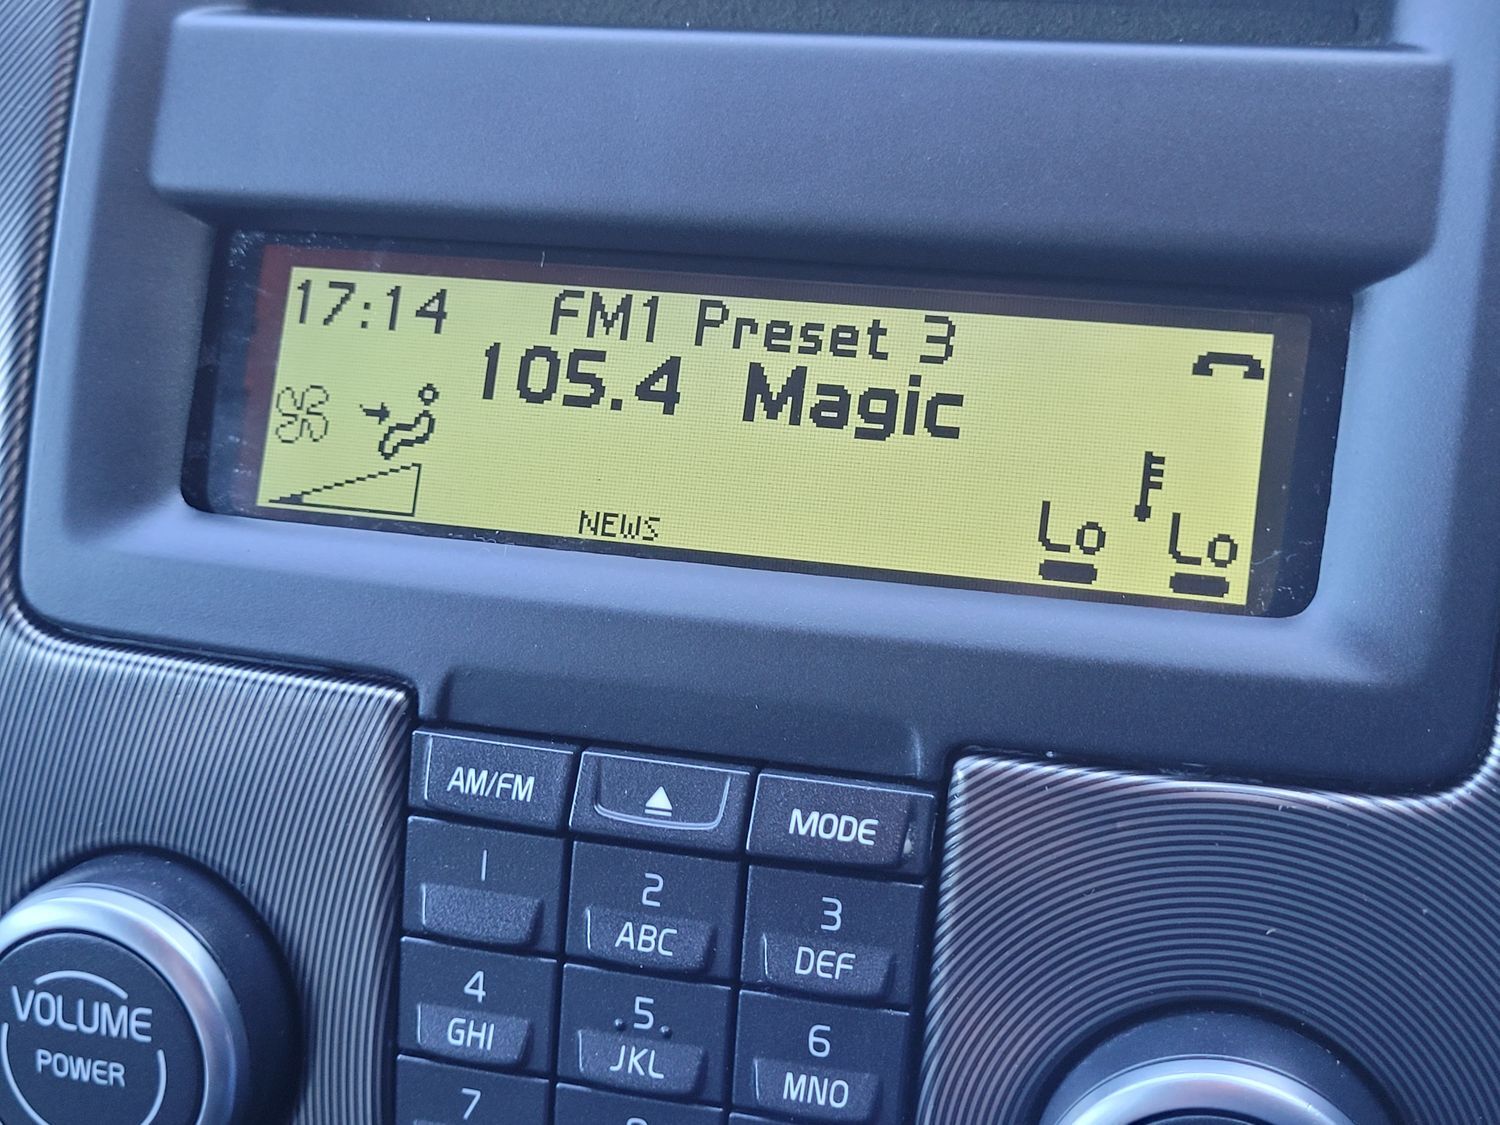 17:14 FM1 Preset 3
105.4 Magic
NEWS
Lo Lo
AM/FM MODE
1 2 3
ABC DEF
4 .5. 6
GHI JKL MNO
7
VOLUME
POWER